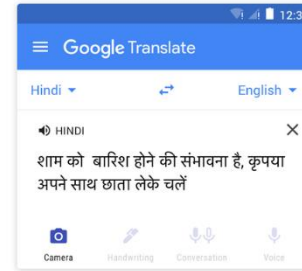 12:3
Google Translate
Hindi
English
HINDI
शाम को बारिश होने की संभावना है, कृपया
अपने साथ छाता लेके चलें
Camera
Handwriting
Conversation
Voice